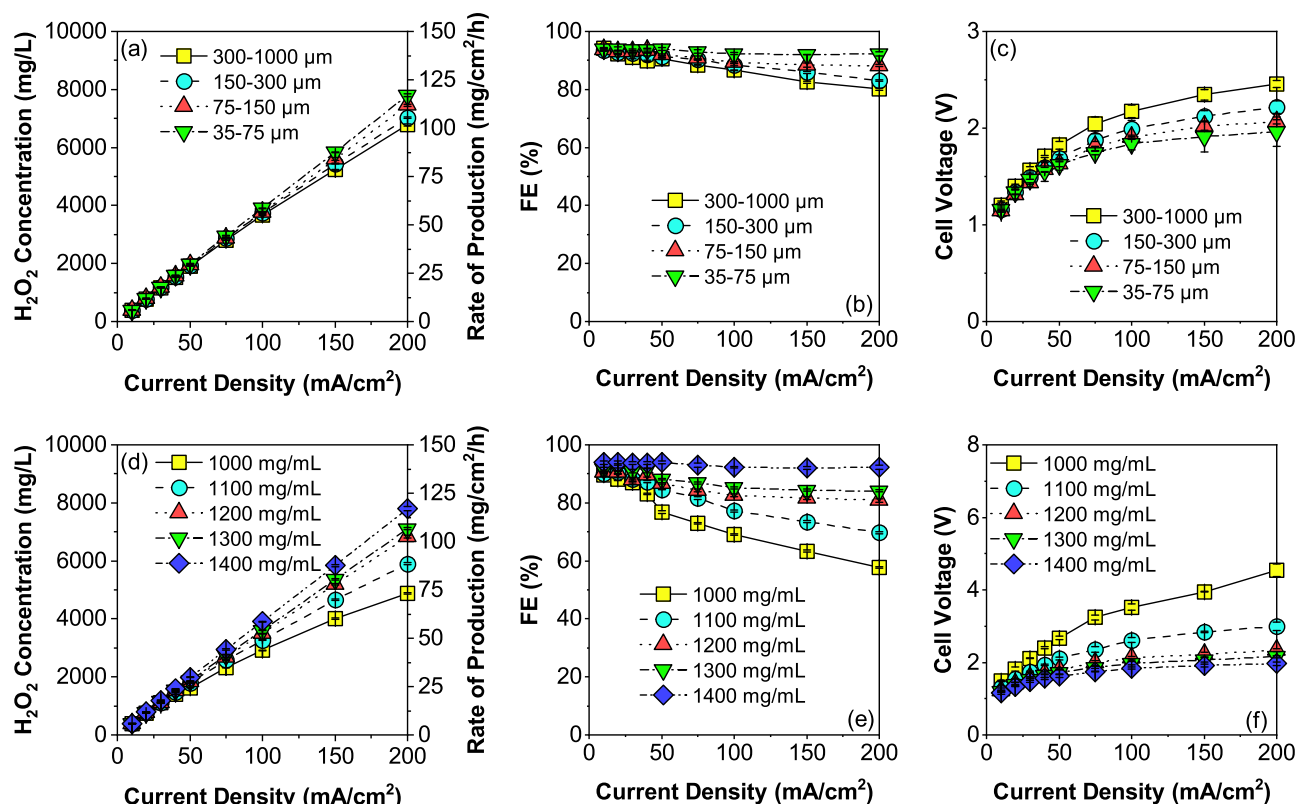 (a)
300-1000 µm
150-300 µm
75-150 µm
35-75 µm
H₂O₂ Concentration (mg/L)
10000
8000
6000
4000
2000
0
150
125
100
75
50
25
0
Rate of Production (mg/cm²/h)
0 50 100 150 200
Current Density (mA/cm²)
FE (%)
100
80
60
40
20
0
300-1000 µm
150-300 µm
75-150 µm
35-75 µm
(b)
0 50 100 150 200
Current Density (mA/cm²)
(c)
Cell Voltage (V)
3
2
1
0
300-1000 µm
150-300 µm
75-150 µm
35-75 µm
0 50 100 150 200
Current Density (mA/cm²)
(d)
1000 mg/mL
1100 mg/mL
1200 mg/mL
1300 mg/mL
1400 mg/mL
H₂O₂ Concentration (mg/L)
10000
8000
6000
4000
2000
0
150
125
100
75
50
25
0
Rate of Production (mg/cm²/h)
0 50 100 150 200
Current Density (mA/cm²)
FE (%)
100
80
60
40
20
0
1000 mg/mL
1100 mg/mL
1200 mg/mL
1300 mg/mL
1400 mg/mL
(e)
0 50 100 150 200
Current Density (mA/cm²)
Cell Voltage (V)
8
6
4
2
0
1000 mg/mL
1100 mg/mL
1200 mg/mL
1300 mg/mL
1400 mg/mL
(f)
0 50 100 150 200
Current Density (mA/cm²)